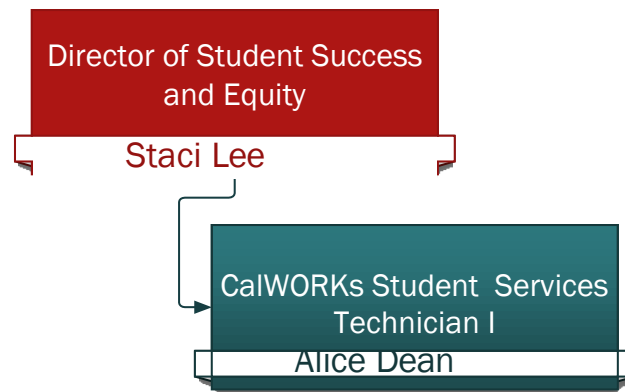 Director of Student Success
and Equity
Staci Lee
CalWORKs Student Services
Technician I
Alice Dean